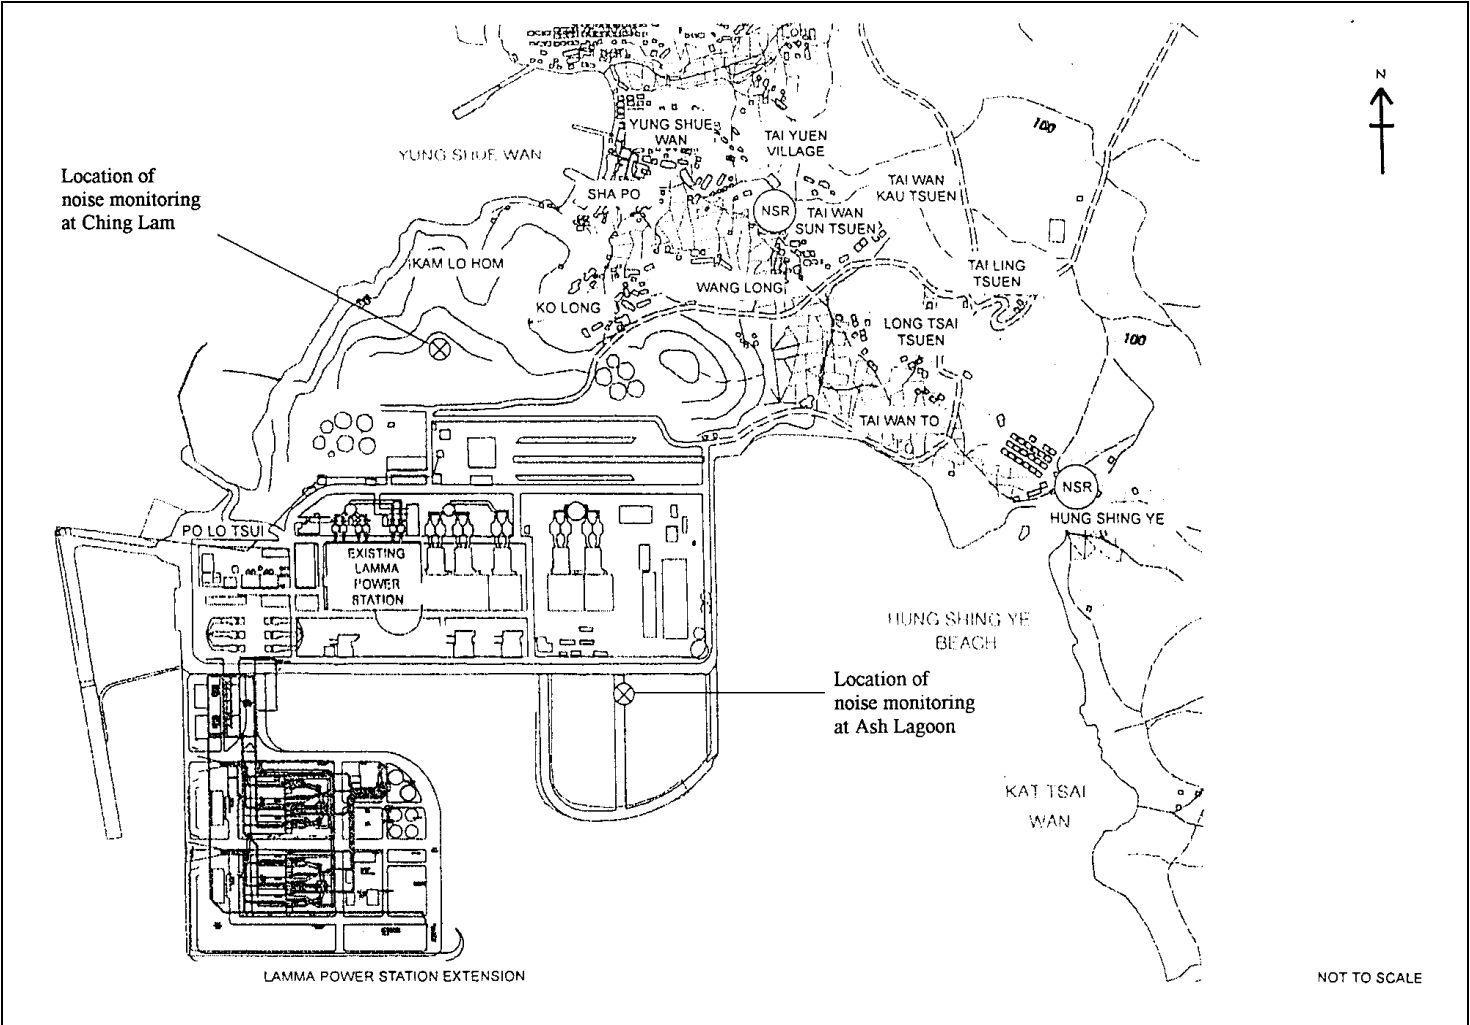 N
100
YUNG SHUE
WAN
TAI YUEN
VILLAGE
YUNG SHUE WAN
Location of
noise monitoring
at Ching Lam
SHA PO
TAI WAN
KAU TSUEN
NSR
TAI WAN
SUN TSUEN
KAM LO HOM
TAI LING
TSUEN
WANG LONG
KO LONG
LONG TSAI
TSUEN
100
TAI WAN TO
NSR
HUNG SHING YE
PO LO TSUI
EXISTING
LAMMA
POWER
STATION
HUNG SHING YE
BEACH
Location of
noise monitoring
at Ash Lagoon
KAT TSAI
WAN
LAMMA POWER STATION EXTENSION
NOT TO SCALE